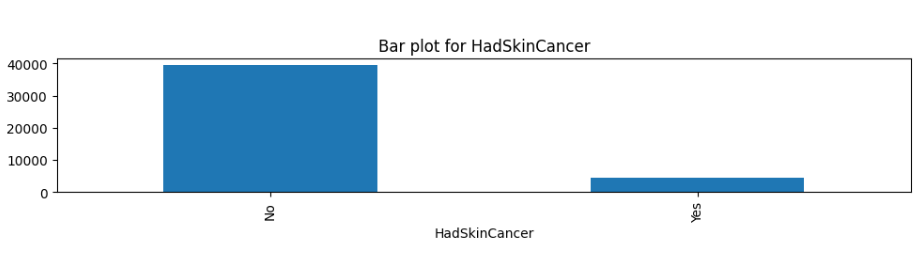 Bar plot for HadSkinCancer
40000
30000
20000
10000
0
No
Yes
HadSkinCancer